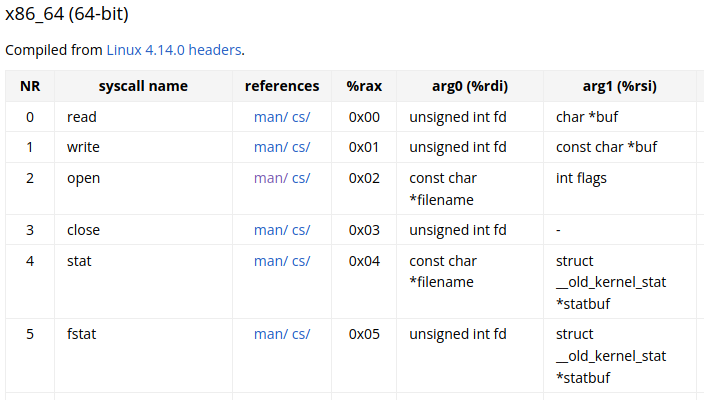 x86_64 (64-bit)
Compiled from Linux 4.14.0 headers.
NR syscall name references %rax arg0 (%rdi) arg1 (%rsi)
0 read man/ cs/ 0x00 unsigned int fd char *buf
1 write man/ cs/ 0x01 unsigned int fd const char *buf
2 open man/ cs/ 0x02 const char int flags
*filename
3 close man/ cs/ 0x03 unsigned int fd -
4 stat man/ cs/ 0x04 const char struct
*filename __old_kernel_stat
*statbuf
5 fstat man/ cs/ 0x05 unsigned int fd struct
__old_kernel_stat
*statbuf